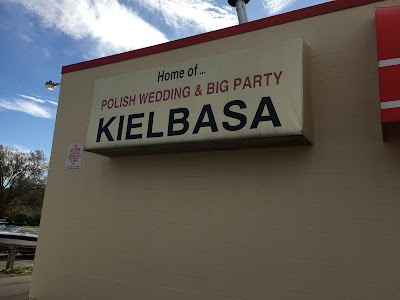 Home of ...
POLISH WEDDING & BIG PARTY
KIELBASA